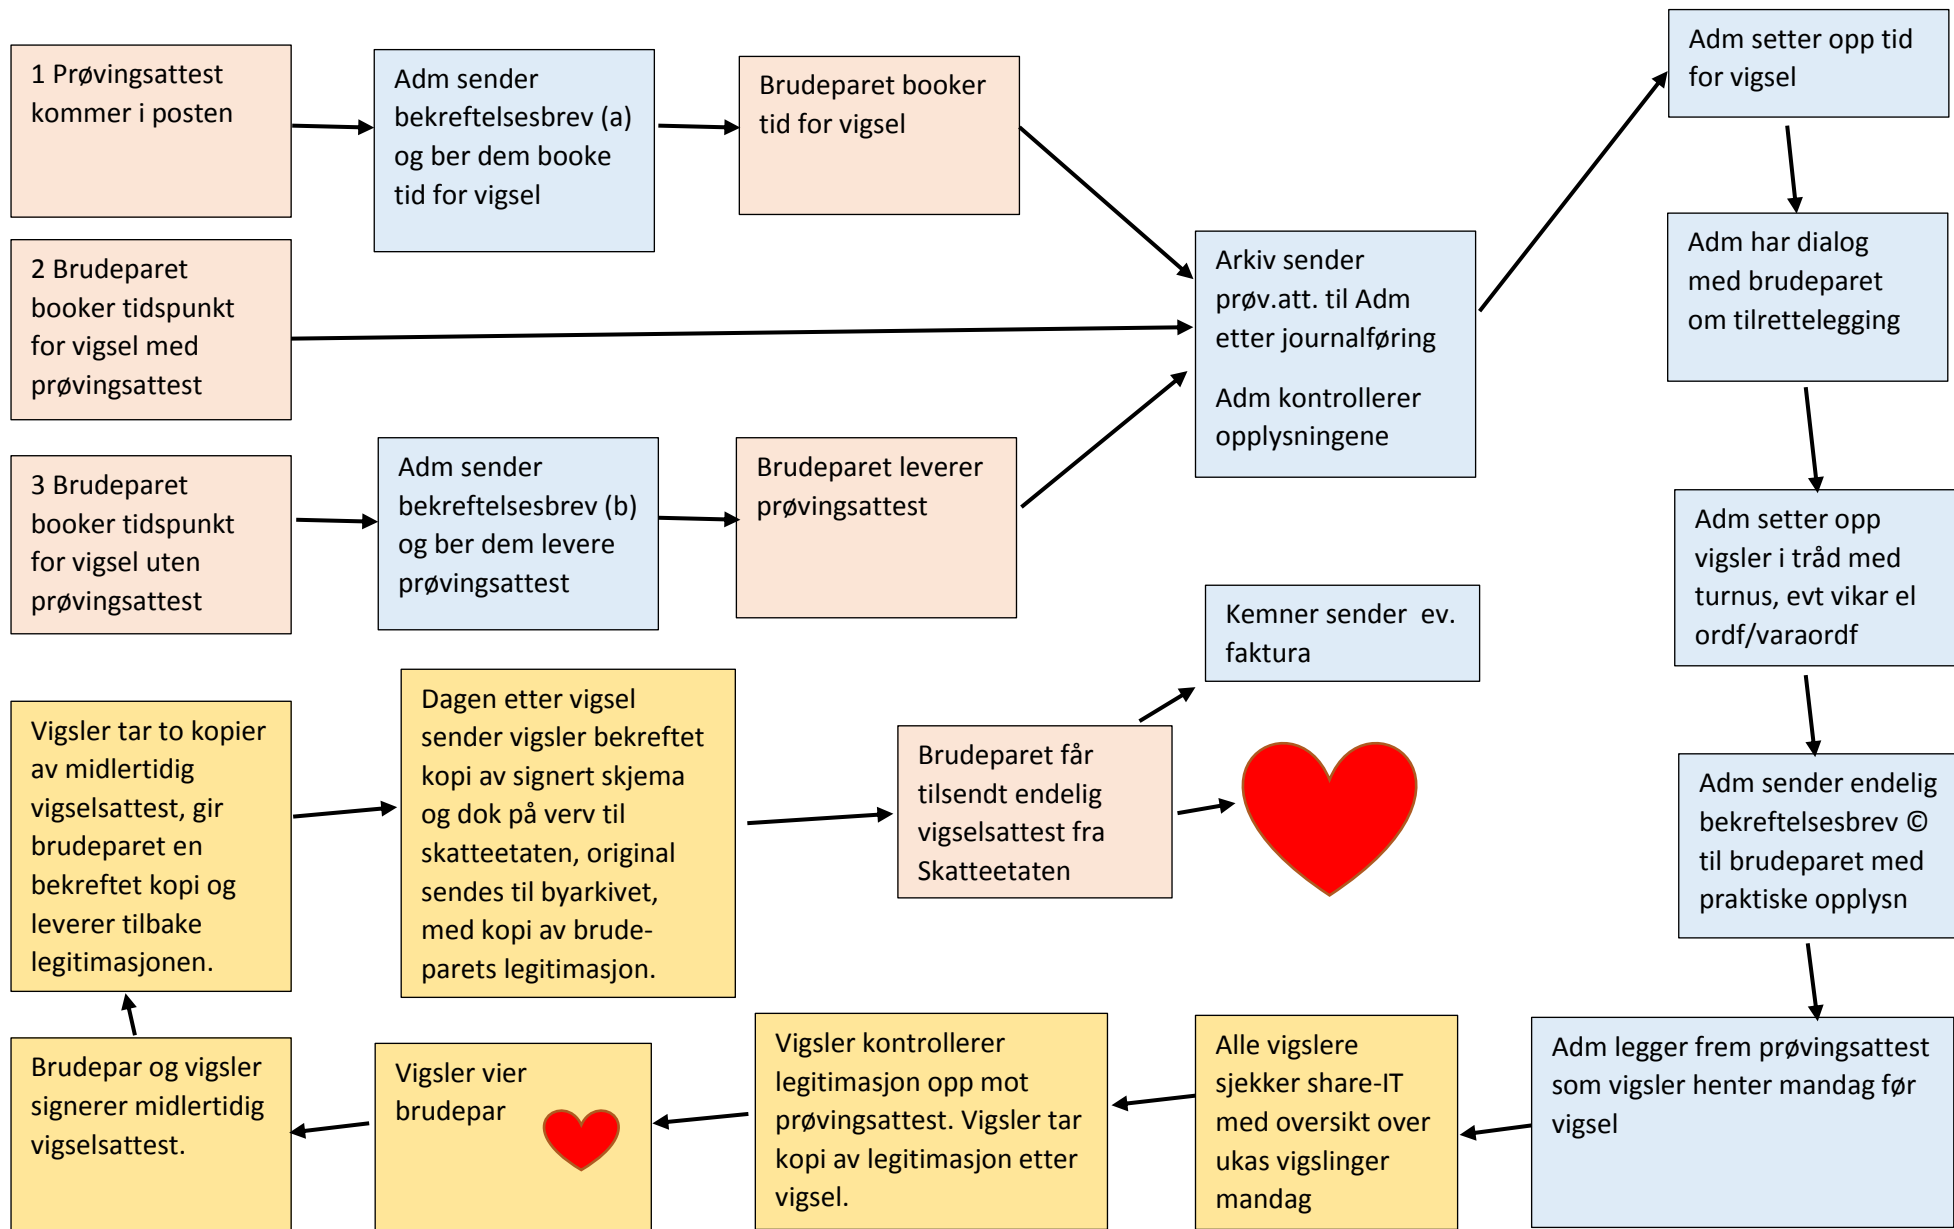 1 Prøvingsattest
kommer i posten
Adm sender
bekreftelsesbrev (a)
og ber dem booke
tid for vigsel
Brudeparet booker
tid for vigsel
2 Brudeparet
booker tidspunkt
for vigsel med
prøvingsattest
3 Brudeparet
booker tidspunkt
for vigsel uten
prøvingsattest
Adm sender
bekreftelsesbrev (b)
og ber dem levere
prøvingsattest
Brudeparet leverer
prøvingsattest
Arkiv sender
prøv.att. til Adm
etter journalføring
Adm kontrollerer
opplysningene
Adm setter opp tid
for vigsel
Adm har dialog
med brudeparet
om tilrettelegging
Adm setter opp
vigsler i tråd med
turnus, evt vikar el
ordf/varaordf
Adm sender endelig
bekreftelsesbrev ©
til brudeparet med
praktiske opplysn
Adm legger frem prøvingsattest
som vigsler henter mandag før
vigsel
Alle vigslere
sjekker share-IT
med oversikt over
ukas vigslinger
mandag
Vigsler kontrollerer
legitimasjon opp mot
prøvingsattest. Vigsler tar
kopi av legitimasjon etter
vigsel.
Vigsler vier
brudepar
Brudepar og vigsler
signerer midlertidig
vigselsattest.
Vigsler tar to kopier
av midlertidig
vigselsattest, gir
brudeparet en
bekreftet kopi og
leverer tilbake
legitimasjonen.
Dagen etter vigsel
sender vigsler bekreftet
kopi av signert skjema
og dok på verv til
skatteetaten, original
sendes til byarkivet,
med kopi av brude-
parets legitimasjon.
Brudeparet får
tilsendt endelig
vigselsattest fra
Skatteetaten
Kemner sender  ev.
faktura